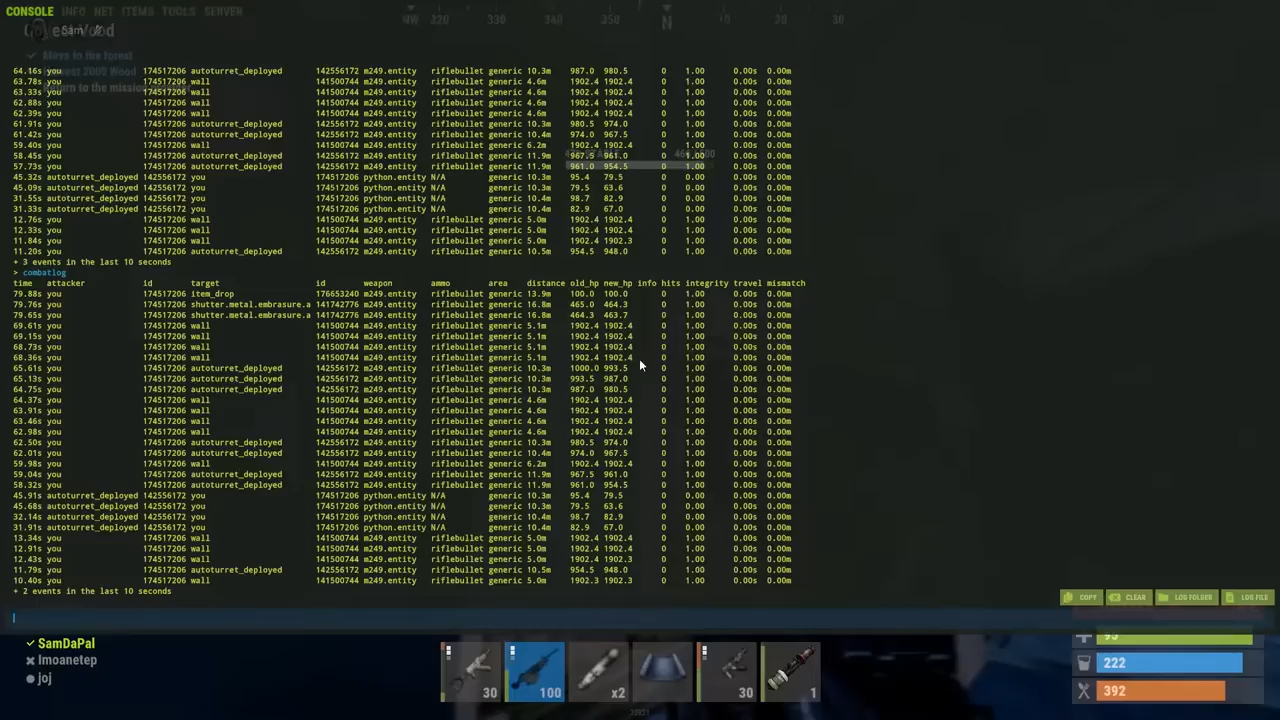 CONSOLE INFO NET ITEMS TOOLS SERVER
NW 320 330 340 350 N 10 20 30
Sam
Move to the forest
2000 Wood
Return to the mission
64.16s you 174517206 autoturret_deployed 142556172 m249.entity riflebullet generic 10.3m 987.0 980.5 0 1.00 0.00s 0.00m
63.78s you 174517206 wall 141500744 m249.entity riflebullet generic 4.6m 1902.4 1902.4 0 1.00 0.00s 0.00m
63.33s you 174517206 wall 141500744 m249.entity riflebullet generic 4.6m 1902.4 1902.4 0 1.00 0.00s 0.00m
62.88s you 174517206 wall 141500744 m249.entity riflebullet generic 4.6m 1902.4 1902.4 0 1.00 0.00s 0.00m
62.39s you 174517206 wall 141500744 m249.entity riflebullet generic 4.6m 1902.4 1902.4 0 1.00 0.00s 0.00m
61.91s you 174517206 autoturret_deployed 142556172 m249.entity riflebullet generic 10.3m 980.5 974.0 0 1.00 0.00s 0.00m
61.42s you 174517206 autoturret_deployed 142556172 m249.entity riflebullet generic 10.4m 974.0 967.5 0 1.00 0.00s 0.00m
59.40s you 174517206 wall 141500744 m249.entity riflebullet generic 6.2m 1902.4 1902.4 0 1.00 0.00s 0.00m
58.45s you 174517206 autoturret_deployed 142556172 m249.entity riflebullet generic 11.9m 967.5 961.0 0 1.00 0.00s 0.00m
57.73s you 174517206 autoturret_deployed 142556172 m249.entity riflebullet generic 11.9m 961.0 954.5 0 1.00 0.00s 0.00m
45.32s autoturret_deployed 142556172 you 174517206 python.entity N/A generic 10.3m 95.4 79.5 0 0.00 0.00s 0.00m
45.09s autoturret_deployed 142556172 you 174517206 python.entity N/A generic 10.3m 79.5 63.6 0 0.00 0.00s 0.00m
31.55s autoturret_deployed 142556172 you 174517206 python.entity N/A generic 10.4m 98.7 82.9 0 0.00 0.00s 0.00m
31.33s autoturret_deployed 142556172 you 174517206 python.entity N/A generic 10.4m 82.9 67.0 0 0.00 0.00s 0.00m
12.76s you 174517206 wall 141500744 m249.entity riflebullet generic 5.0m 1902.4 1902.4 0 1.00 0.00s 0.00m
12.33s you 174517206 wall 141500744 m249.entity riflebullet generic 5.0m 1902.4 1902.4 0 1.00 0.00s 0.00m
11.84s you 174517206 wall 141500744 m249.entity riflebullet generic 5.0m 1902.4 1902.3 0 1.00 0.00s 0.00m
11.20s you 174517206 autoturret_deployed 142556172 m249.entity riflebullet generic 10.5m 954.5 948.0 0 1.00 0.00s 0.00m
+ 3 events in the last 10 seconds
> combatlog
time attacker id target id weapon ammo area distance old_hp new_hp info hits integrity travel mismatch
79.88s you 174517206 item_drop 176653240 m249.entity riflebullet generic 13.9m 100.0 100.0 0 1.00 0.00s 0.00m
79.76s you 174517206 shutter.metal.embrasure.a 141742776 m249.entity riflebullet generic 16.8m 465.0 464.3 0 1.00 0.00s 0.00m
79.65s you 174517206 shutter.metal.embrasure.a 141742776 m249.entity riflebullet generic 16.8m 464.3 463.7 0 1.00 0.00s 0.00m
69.61s you 174517206 wall 141500744 m249.entity riflebullet generic 5.1m 1902.4 1902.4 0 1.00 0.00s 0.00m
69.15s you 174517206 wall 141500744 m249.entity riflebullet generic 5.1m 1902.4 1902.4 0 1.00 0.00s 0.00m
68.73s you 174517206 wall 141500744 m249.entity riflebullet generic 5.1m 1902.4 1902.4 0 1.00 0.00s 0.00m
68.36s you 174517206 wall 141500744 m249.entity riflebullet generic 5.1m 1902.4 1902.4 0 1.00 0.00s 0.00m
65.61s you 174517206 autoturret_deployed 142556172 m249.entity riflebullet generic 10.3m 1000.0 993.5 0 1.00 0.00s 0.00m
65.13s you 174517206 autoturret_deployed 142556172 m249.entity riflebullet generic 10.3m 993.5 987.0 0 1.00 0.00s 0.00m
64.75s you 174517206 autoturret_deployed 142556172 m249.entity riflebullet generic 10.3m 987.0 980.5 0 1.00 0.00s 0.00m
64.37s you 174517206 wall 141500744 m249.entity riflebullet generic 4.6m 1902.4 1902.4 0 1.00 0.00s 0.00m
63.91s you 174517206 wall 141500744 m249.entity riflebullet generic 4.6m 1902.4 1902.4 0 1.00 0.00s 0.00m
63.46s you 174517206 wall 141500744 m249.entity riflebullet generic 4.6m 1902.4 1902.4 0 1.00 0.00s 0.00m
62.98s you 174517206 wall 141500744 m249.entity riflebullet generic 4.6m 1902.4 1902.4 0 1.00 0.00s 0.00m
62.50s you 174517206 autoturret_deployed 142556172 m249.entity riflebullet generic 10.3m 980.5 974.0 0 1.00 0.00s 0.00m
62.01s you 174517206 autoturret_deployed 142556172 m249.entity riflebullet generic 10.4m 974.0 967.5 0 1.00 0.00s 0.00m
59.98s you 174517206 wall 141500744 m249.entity riflebullet generic 6.2m 1902.4 1902.4 0 1.00 0.00s 0.00m
59.04s you 174517206 autoturret_deployed 142556172 m249.entity riflebullet generic 11.9m 967.5 961.0 0 1.00 0.00s 0.00m
58.32s you 174517206 autoturret_deployed 142556172 m249.entity riflebullet generic 11.9m 961.0 954.5 0 1.00 0.00s 0.00m
45.91s autoturret_deployed 142556172 you 174517206 python.entity N/A generic 10.3m 95.4 79.5 0 0.00 0.00s 0.00m
45.68s autoturret_deployed 142556172 you 174517206 python.entity N/A generic 10.3m 79.5 63.6 0 0.00 0.00s 0.00m
32.14s autoturret_deployed 142556172 you 174517206 python.entity N/A generic 10.4m 98.7 82.9 0 0.00 0.00s 0.00m
31.91s autoturret_deployed 142556172 you 174517206 python.entity N/A generic 10.4m 82.9 67.0 0 0.00 0.00s 0.00m
13.34s you 174517206 wall 141500744 m249.entity riflebullet generic 5.0m 1902.4 1902.4 0 1.00 0.00s 0.00m
12.91s you 174517206 wall 141500744 m249.entity riflebullet generic 5.0m 1902.4 1902.4 0 1.00 0.00s 0.00m
12.43s you 174517206 wall 141500744 m249.entity riflebullet generic 5.0m 1902.4 1902.3 0 1.00 0.00s 0.00m
11.79s you 174517206 autoturret_deployed 142556172 m249.entity riflebullet generic 10.5m 954.5 948.0 0 1.00 0.00s 0.00m
10.40s you 174517206 wall 141500744 m249.entity riflebullet generic 5.0m 1902.3 1902.3 0 1.00 0.00s 0.00m
+ 2 events in the last 10 seconds
COPY CLEAR LOG FOLDER LOG FILE
SamDaPal
lmoanetep
joj
30 100 x2 30 1
95
222
392